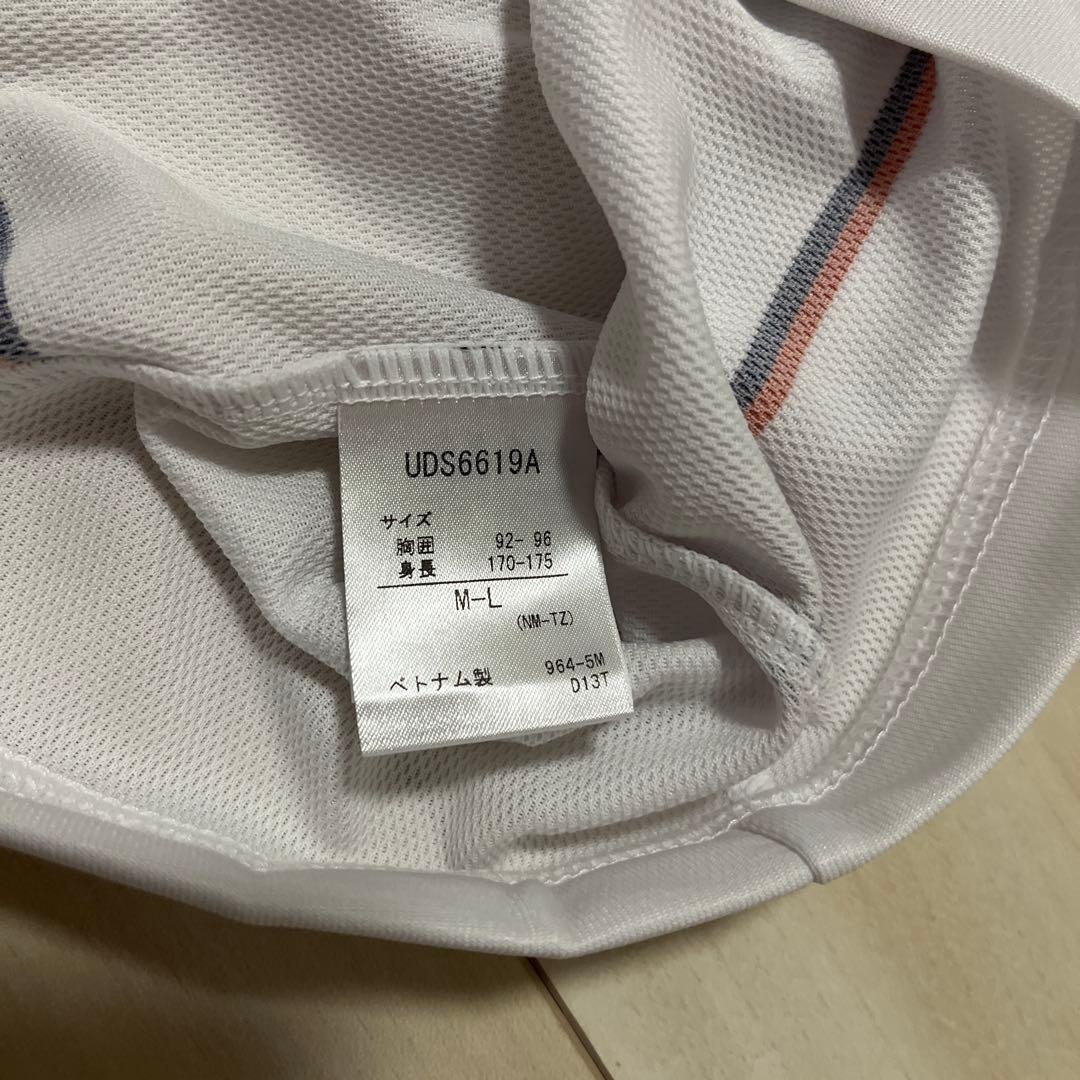 UDS6619A
サイズ
胸囲 92- 96
身長 170-175
M-L
(NM-TZ)
ベトナム製 964-5M
D13T